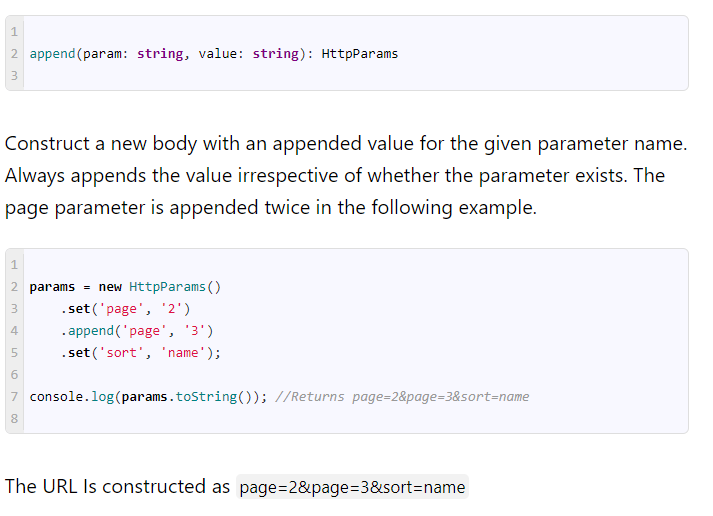 1
2 append(param: string, value: string): HttpParams
3
Construct a new body with an appended value for the given parameter name.
Always appends the value irrespective of whether the parameter exists. The
page parameter is appended twice in the following example.
1
2 params = new HttpParams()
3     .set('page', '2')
4     .append('page', '3')
5     .set('sort', 'name');
6
7 console.log(params.toString()); //Returns page=2&page=3&sort=name
8
The URL Is constructed as page=2&page=3&sort=name